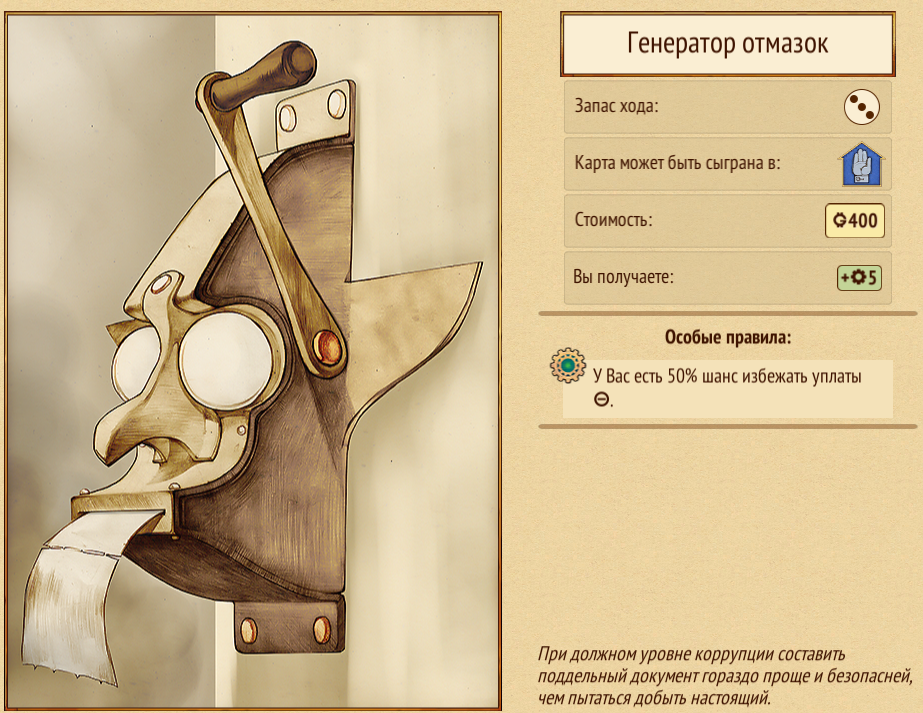 Генератор отмазок
Запас хода:
Карта может быть сыграна в:
Стоимость:
400
Вы получаете:
+5
Особые правила:
У Вас есть 50% шанс избежать уплаты
.
При должном уровне коррупции составить
поддельный документ гораздо проще и безопасней,
чем пытаться добыть настоящий.